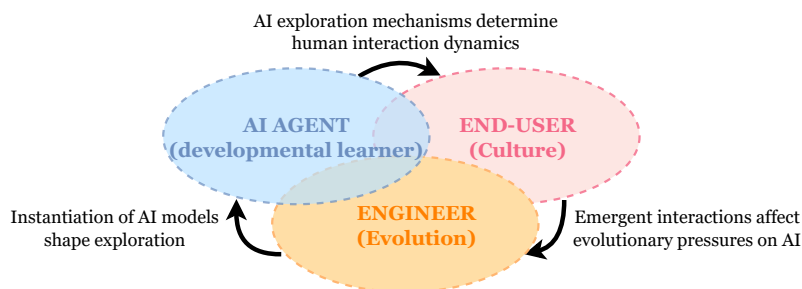 AI exploration mechanisms determine
human interaction dynamics
AI AGENT
(developmental learner)
END-USER
(Culture)
Instantiation of AI models
shape exploration
ENGINEER
(Evolution)
Emergent interactions affect
evolutionary pressures on AI